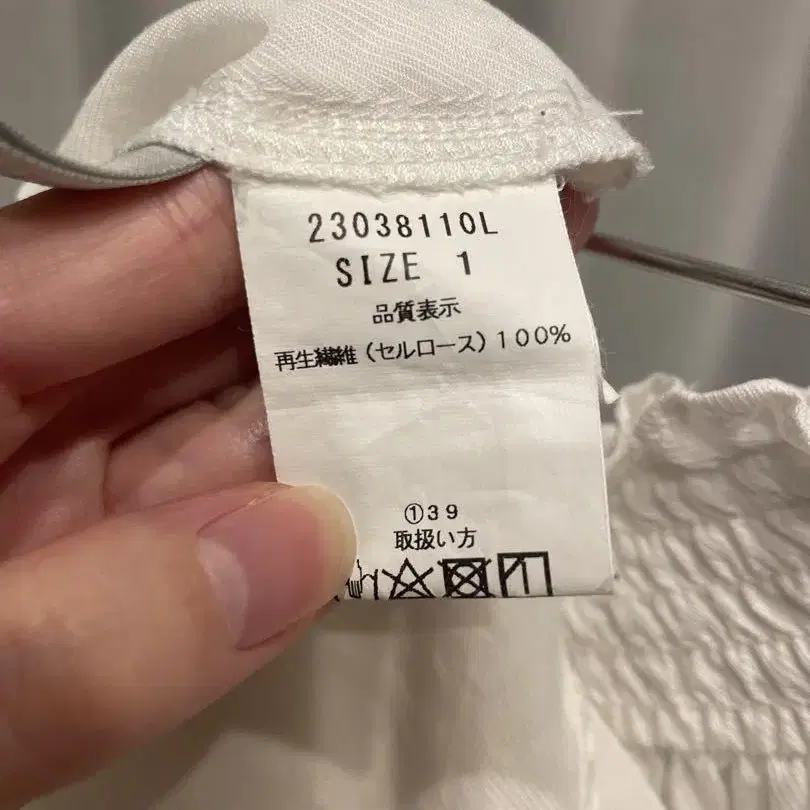 23038110L
SIZE 1
品質表示
再生繊維(セルロース)100%
①39
取扱い方